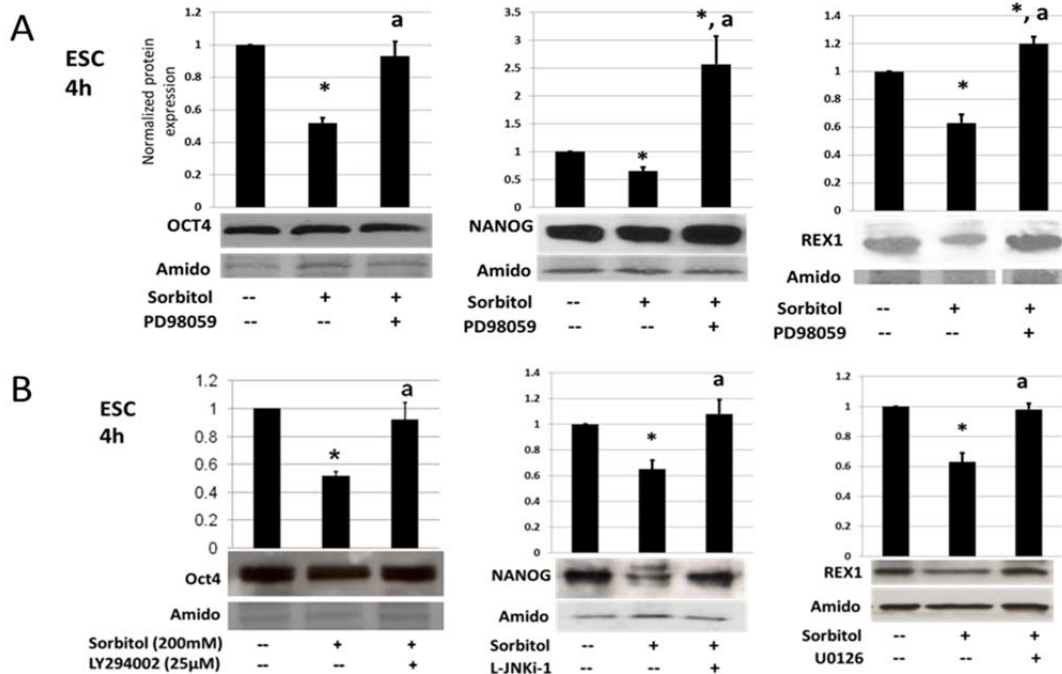 A
ESC
4h
Normalized protein
expression
1.2
1
0.8
0.6
0.4
0.2
0
*
a
OCT4
Amido
Sorbitol -- + +
PD98059 -- -- +
3.5
3
2.5
2
1.5
1
0.5
0
*
*, a
NANOG
Amido
Sorbitol -- + +
PD98059 -- -- +
1.4
1.2
1
0.8
0.6
0.4
0.2
0
*
*, a
REX1
Amido
Sorbitol -- + +
PD98059 -- -- +
B
ESC
4h
1.2
1
0.8
0.6
0.4
0.2
0
*
a
Oct4
Amido
Sorbitol (200mM) -- + +
LY294002 (25µM) -- -- +
1.4
1.2
1
0.8
0.6
0.4
0.2
0
*
a
NANOG
Amido
Sorbitol -- + +
L-JNKi-1 -- -- +
1.2
1
0.8
0.6
0.4
0.2
0
*
a
REX1
Amido
Sorbitol -- + +
U0126 -- -- +